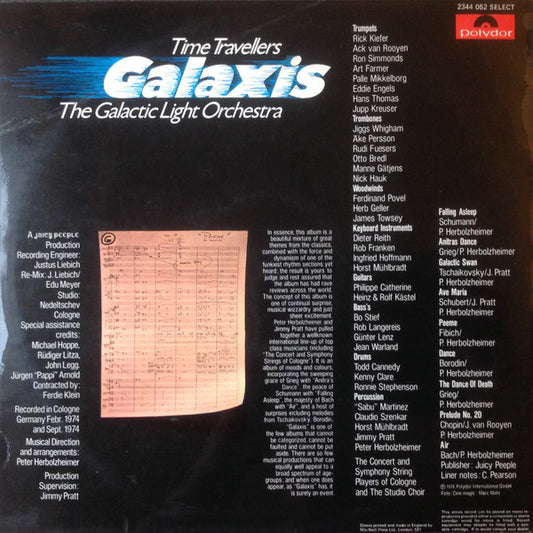 2344 062 SELECT
polydor
Time Travellers
Galaxis
The Galactic Light Orchestra
Trumpets
Rick Kiefer
Ack van Rooyen
Ron Simmonds
Art Farmer
Palle Mikkelborg
Eddie Engels
Hans Thomas
Jupp Kreuser
Trombones
Jiggs Whigham
Åke Persson
Rudi Fuesers
Otto Bredl
Manne Gätjens
Nick Hauk
Woodwinds
Ferdinand Povel
Herb Geller
James Towsey
Keyboard Instruments
Dieter Reith
Rob Franken
Ingfried Hoffmann
Horst Mühlbradt
Guitars
Philippe Catherine
Heinz & Rolf Kästel
Bass's
Bo Stief
Rob Langereis
Günter Lenz
Jean Warland
Drums
Todd Cannedy
Kenny Clare
Ronnie Stephenson
Percussion
"Sabu" Martinez
Claudio Szenkar
Horst Mühlbradt
Jimmy Pratt
Peter Herbolzheimer
The Concert and
Symphony String
Players of Cologne
and The Studio Choir
A juicy peeple
Production
Recording Engineer:
Justus Liebich
Re-Mix: J. Liebich/
Edu Meyer
Studio:
Nedeltschev
Cologne
Special assistance
credits:
Michael Hoppe,
Rüdiger Litza,
John Legg.
Jürgen "Pappi" Arnold
Contracted by:
Ferdie Klein
Recorded in Cologne
Germany Febr. 1974
and Sept. 1974
Musical Direction
and arrangements:
Peter Herbolzheimer
Production
Supervision:
Jimmy Pratt
In essence, this album is a
beautiful mixture of great
themes from the classics,
combined with the force and
dynamism of one of the
funkiest rhythm sections yet
heard, the result is yours to
judge and rest assured that
the album has had rave
reviews across the world.
The concept of this album is
one of continual surprise,
musical wizzardry and just
sheer excitement.
Peter Herbolzheimer and
Jimmy Pratt have pulled
together a wellknown
international line-up of top
class musicians (including
"The Concert and Symphony
Strings of Cologne"). It is an
album of moods and colours,
incorporating the sweeping
grace of Grieg with "Anitra's
Dance", the peace of
Schumann with "Falling
Asleep", the majesty of Bach
with "Air", and a host of
surprises including melodies
from Tschaikovsky, Borodin,
"Galaxis" is one of
the few albums that cannot
be categorized, cannot be
faulted and cannot be put
aside. There are so few
musical productions that can
equally well appeal to a
broad spectrum of age-
groups, and when one does
appear, as "Galaxis" has, it
is surely an event
Falling Asleep
Schumann/
P. Herbolzheimer
Anitras Dance
Grieg/P. Herbolzheimer
Galactic Swan
Tschaikovsky/J. Pratt
P. Herbolzheimer
Ave Maria
Schubert/J. Pratt
P. Herbolzheimer
Poeme
Fibich/
P. Herbolzheimer
Dance
Borodin/
P. Herbolzheimer
The Dance Of Death
Grieg/
P. Herbolzheimer
Prelude No. 20
Chopin/J. van Rooyen
P. Herbolzheimer
Air
Bach/P. Herbolzheimer
Publisher: Juicy Peeple
Liner notes: C. Pearson
Polydor International GmbH
Foto: Cine magic - Marc Mohr
Sleeve printed and made in England by
MacNeill Press Ltd., London, SE1